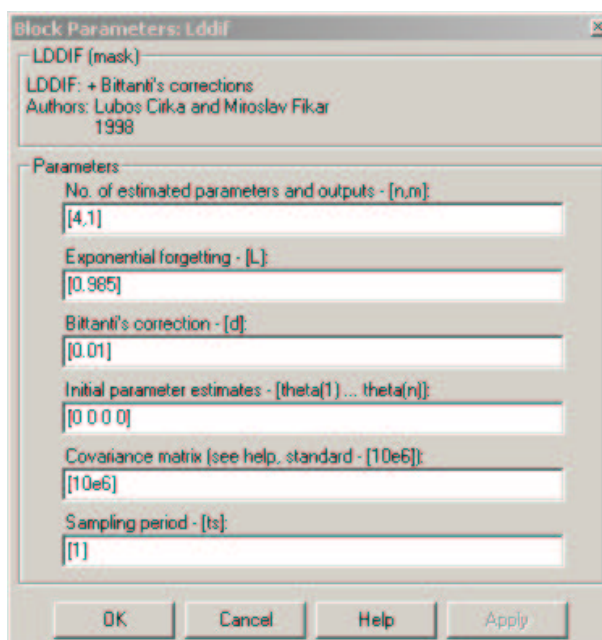 Block Parameters: Lddif
LDDIF (mask)
LDDIF: + Bittanti's corrections
Authors: Lubos Cirka and Miroslav Fikar
1998
Parameters
No. of estimated parameters and outputs - [n,m]:
[4,1]
Exponential forgetting - [L]:
[0.985]
Bittanti's correction - [d]:
[0.01]
Initial parameter estimates - [theta(1) ... theta(n)]:
[0 0 0 0]
Covariance matrix (see help, standard - [10e6]):
[10e6]
Sampling period - [ts]:
[1]
OK
Cancel
Help
Apply